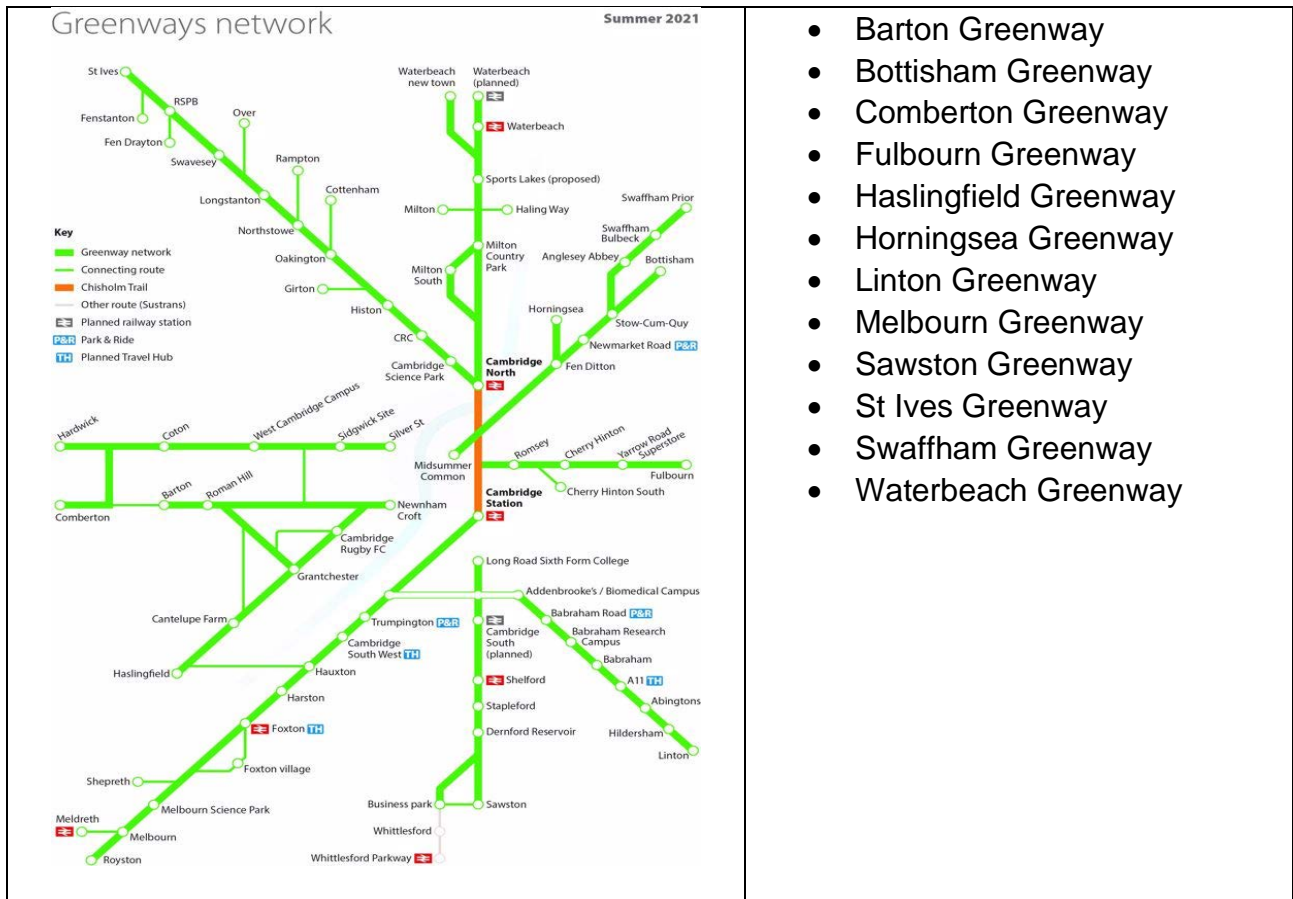 Greenways network
Summer 2021
St Ives
RSPB
Fenstanton
Over
Fen Drayton
Swavesey
Rampton
Longstanton
Cottenham
Northstowe
Oakington
Girton
Histon
CRC
Cambridge
Science Park
Waterbeach
new town
Waterbeach
(planned)
Waterbeach
Sports Lakes (proposed)
Milton
Haling Way
Milton
Country
Park
Milton
South
Cambridge
North
Swaffham Prior
Swaffham
Bulbeck
Anglesey Abbey
Bottisham
Horningsea
Stow-Cum-Quy
Newmarket Road P&R
Fen Ditton
Key
Greenway network
Connecting route
Chisholm Trail
Other route (Sustrans)
Planned railway station
P&R Park & Ride
TH Planned Travel Hub
Hardwick
Coton
West Cambridge Campus
Sidgwick Site
Silver St
Midsummer
Common
Romsey
Cherry Hinton
Yarrow Road
Superstore
Fulbourn
Cherry Hinton South
Comberton
Barton
Roman Hill
Newnham
Croft
Cambridge
Station
Cambridge
Rugby FC
Grantchester
Cantelupe Farm
Haslingfield
Long Road Sixth Form College
Addenbrooke's / Biomedical Campus
Trumpington P&R
Cambridge
South West TH
Hauxton
Harston
Foxton TH
Foxton village
Shepreth
Melbourn Science Park
Meldreth
Melbourn
Royston
Cambridge
South
(planned)
Shelford
Stapleford
Dernford Reservoir
Business park
Sawston
Whittlesford
Whittlesford Parkway
Babraham Road P&R
Babraham Research
Campus
Babraham
A11 TH
Abingtons
Hildersham
Linton
• Barton Greenway
• Bottisham Greenway
• Comberton Greenway
• Fulbourn Greenway
• Haslingfield Greenway
• Horningsea Greenway
• Linton Greenway
• Melbourn Greenway
• Sawston Greenway
• St Ives Greenway
• Swaffham Greenway
• Waterbeach Greenway